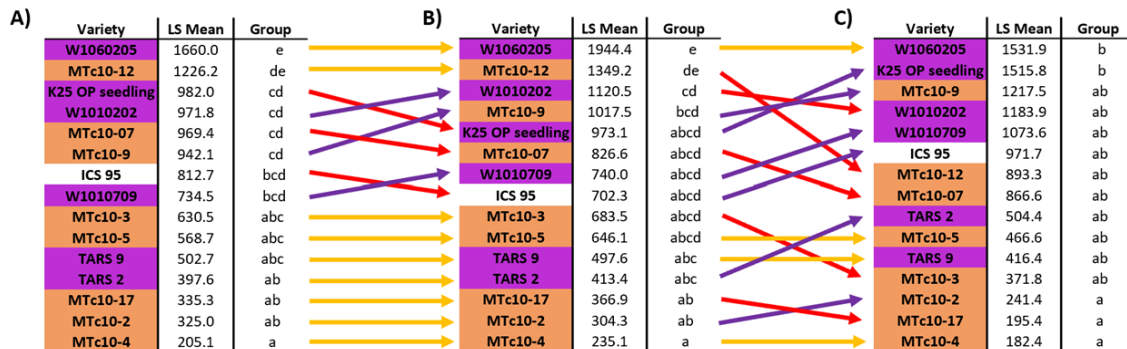 A) B) C)
Variety LS Mean Group Variety LS Mean Group Variety LS Mean Group
W1060205 1660.0 e W1060205 1944.4 e W1060205 1531.9 b
MTc10-12 1226.2 de MTc10-12 1349.2 de K25 OP seedling 1515.8 b
K25 OP seedling 982.0 cd W1010202 1120.5 cd MTc10-9 1217.5 ab
W1010202 971.8 cd MTc10-9 1017.5 bcd W1010202 1183.9 ab
MTc10-07 969.4 cd K25 OP seedling 973.1 abcd W1010709 1073.6 ab
MTc10-9 942.1 cd MTc10-07 826.6 abcd ICS 95 971.7 ab
ICS 95 812.7 bcd W1010709 740.0 abcd MTc10-12 893.3 ab
W1010709 734.5 bcd ICS 95 702.3 abcd MTc10-07 866.6 ab
MTc10-3 630.5 abc MTc10-3 683.5 abcd TARS 2 504.4 ab
MTc10-5 568.7 abc MTc10-5 646.1 abcd MTc10-5 466.6 ab
TARS 9 502.7 abc TARS 9 497.6 abc TARS 9 416.4 ab
TARS 2 397.6 ab TARS 2 413.4 abc MTc10-3 371.8 ab
MTc10-17 335.3 ab MTc10-17 366.9 ab MTc10-2 241.4 a
MTc10-2 325.0 ab MTc10-2 304.3 ab MTc10-17 195.4 a
MTc10-4 205.1 a MTc10-4 235.1 a MTc10-4 182.4 a